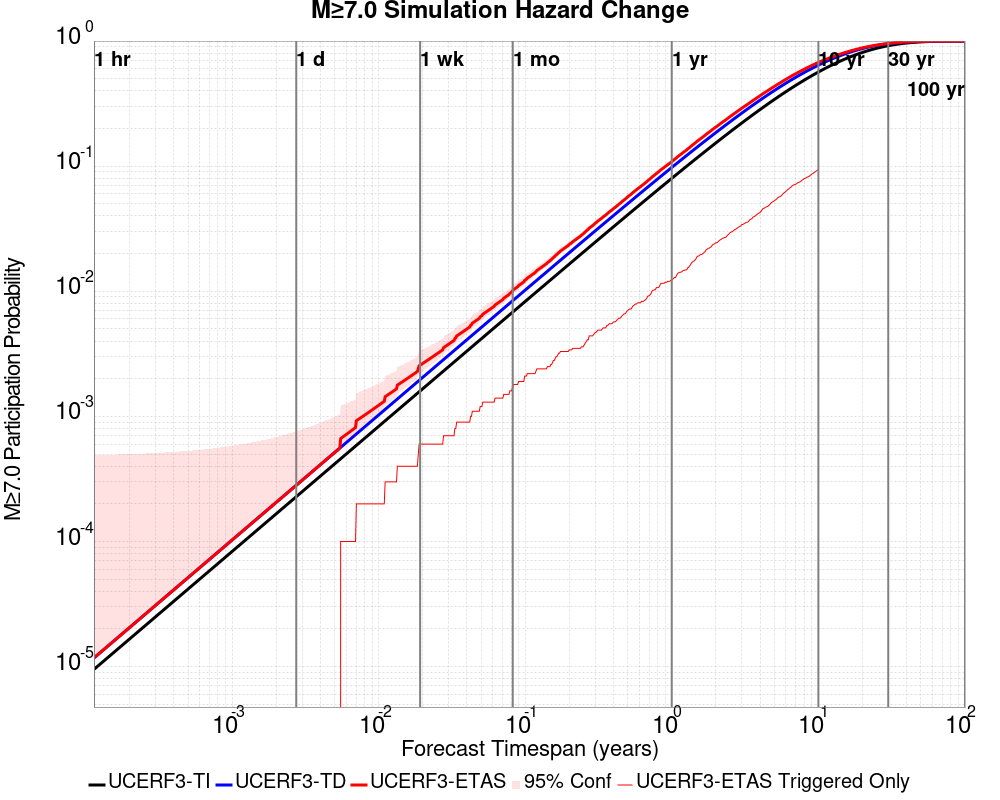 M≥7.0 Simulation Hazard Change
10^0
1 hr
1 d
1 wk
1 mo
1 yr
10 yr
30 yr
100 yr
10^-1
10^-2
10^-3
10^-4
10^-5
M≥7.0 Participation Probability
10^-3
10^-2
10^-1
10^0
10^1
10^2
Forecast Timespan (years)
UCERF3-TI
UCERF3-TD
UCERF3-ETAS
95% Conf
UCERF3-ETAS Triggered Only